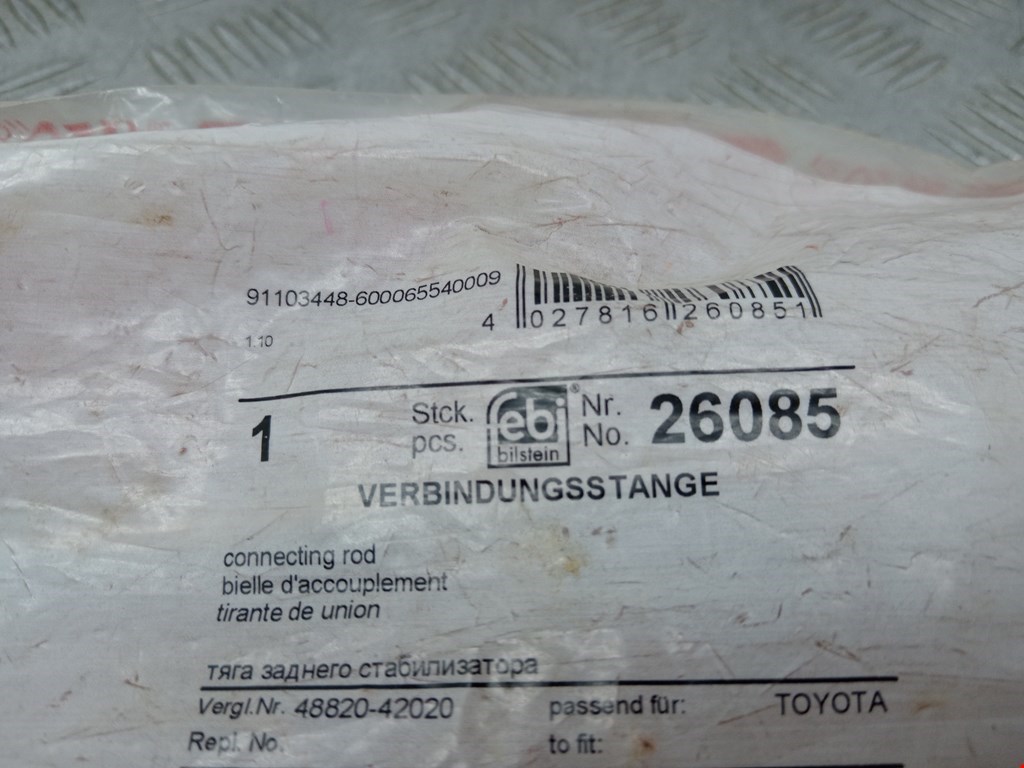 91103448-600065540009
4 027816 260851
1.10
1 Stck. pcs. febi bilstein ® Nr. No. 26085
VERBINDUNGSSTANGE
connecting rod
bielle d'accouplement
tirante de union
тяга заднего стабилизатора
Vergl.Nr. 48820-42020 passend für: TOYOTA
Repl. No. to fit: